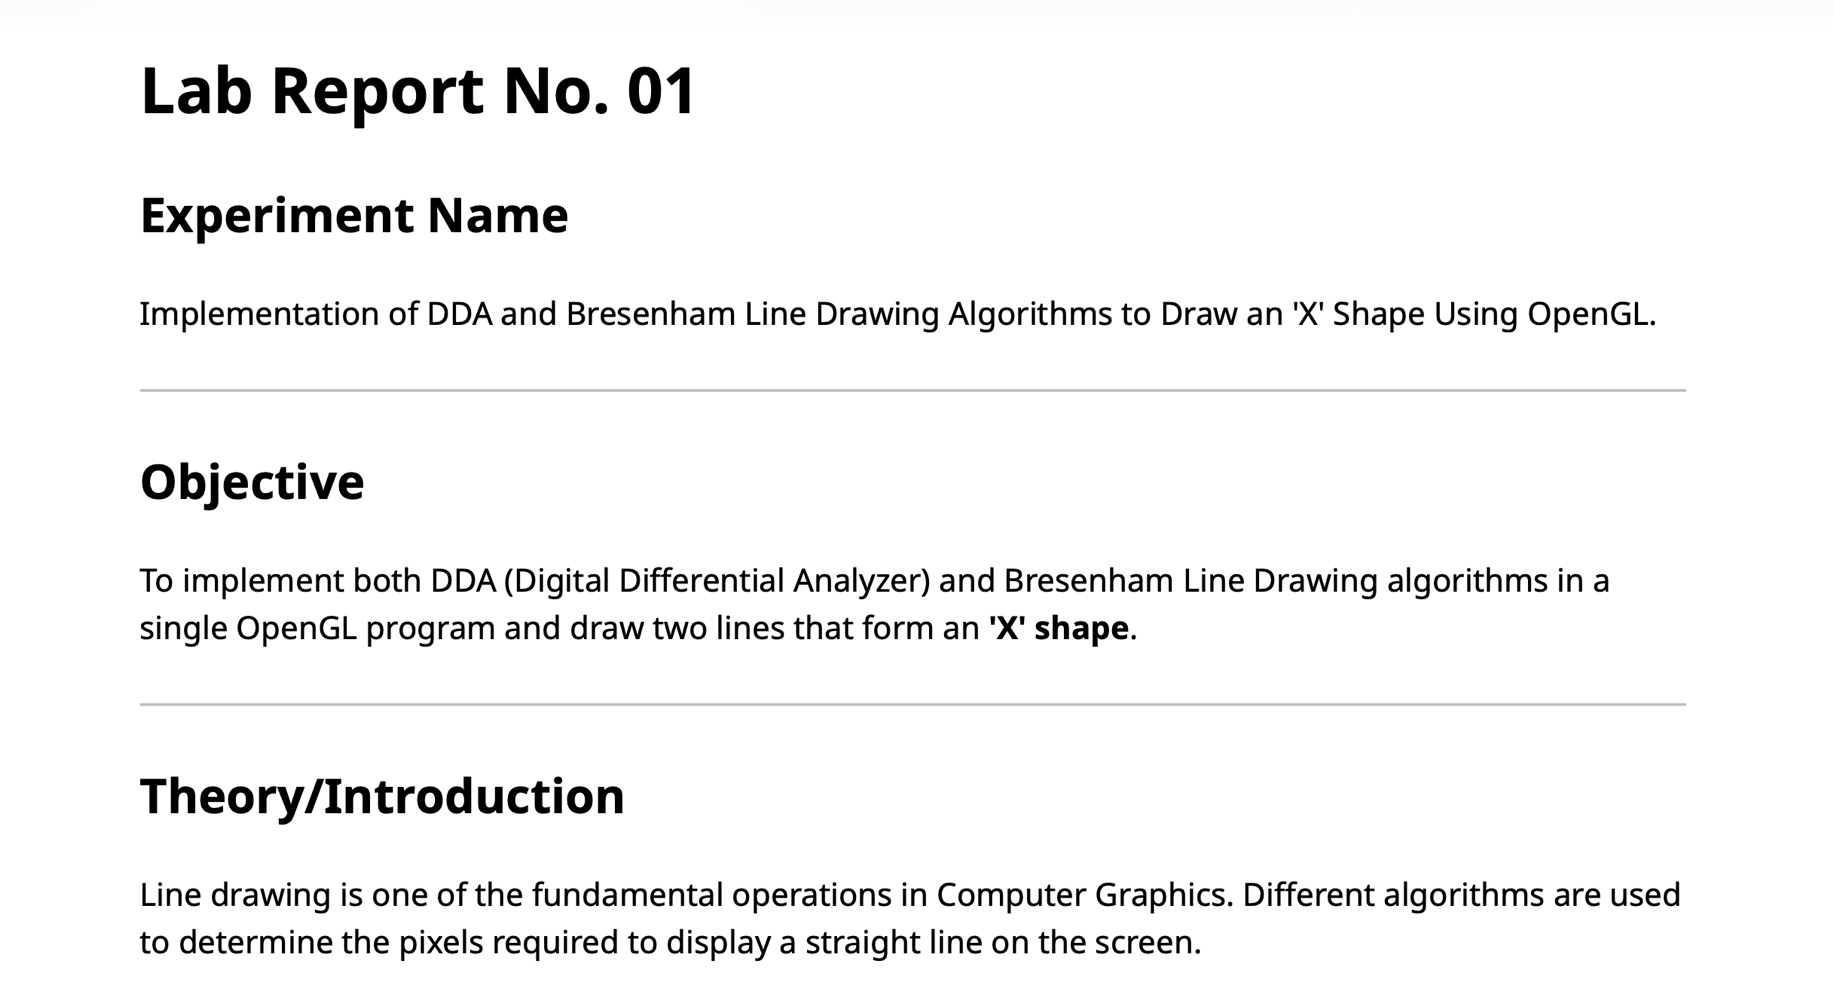 Lab Report No. 01
Experiment Name
Implementation of DDA and Bresenham Line Drawing Algorithms to Draw an 'X' Shape Using OpenGL.
Objective
To implement both DDA (Digital Differential Analyzer) and Bresenham Line Drawing algorithms in a
single OpenGL program and draw two lines that form an 'X' shape.
Theory/Introduction
Line drawing is one of the fundamental operations in Computer Graphics. Different algorithms are used
to determine the pixels required to display a straight line on the screen.